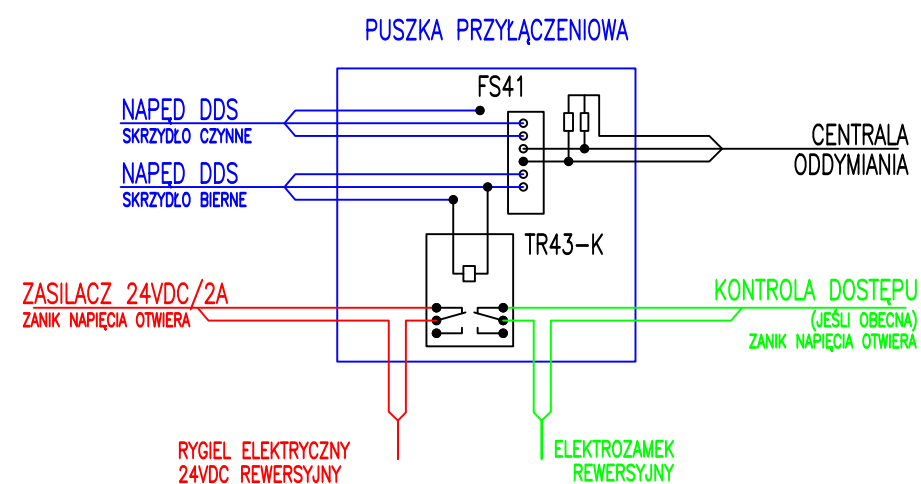 PUSZKA PRZYŁĄCZENIOWA
FS41
NAPĘD DDS
SKRZYDŁO CZYNNE
CENTRALA
ODDYMIANIA
NAPĘD DDS
SKRZYDŁO BIERNE
TR43-K
ZASILACZ 24VDC/2A
ZANIK NAPIĘCIA OTWIERA
KONTROLA DOSTĘPU
(JEŚLI OBECNA)
ZANIK NAPIĘCIA OTWIERA
RYGIEL ELEKTRYCZNY
24VDC REWERSYJNY
ELEKTROZAMEK
REWERSYJNY